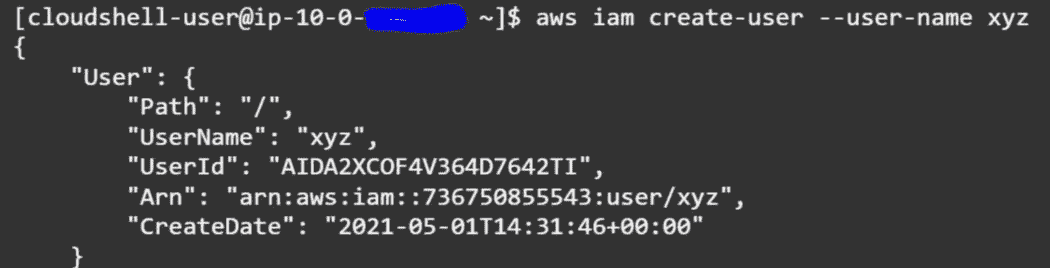 [cloudshell-user@ip-10-0- ~]$ aws iam create-user --user-name xyz
{
    "User": {
        "Path": "/",
        "UserName": "xyz",
        "UserId": "AIDA2XCOF4V364D7642TI",
        "Arn": "arn:aws:iam::736750855543:user/xyz",
        "CreateDate": "2021-05-01T14:31:46+00:00"
    }